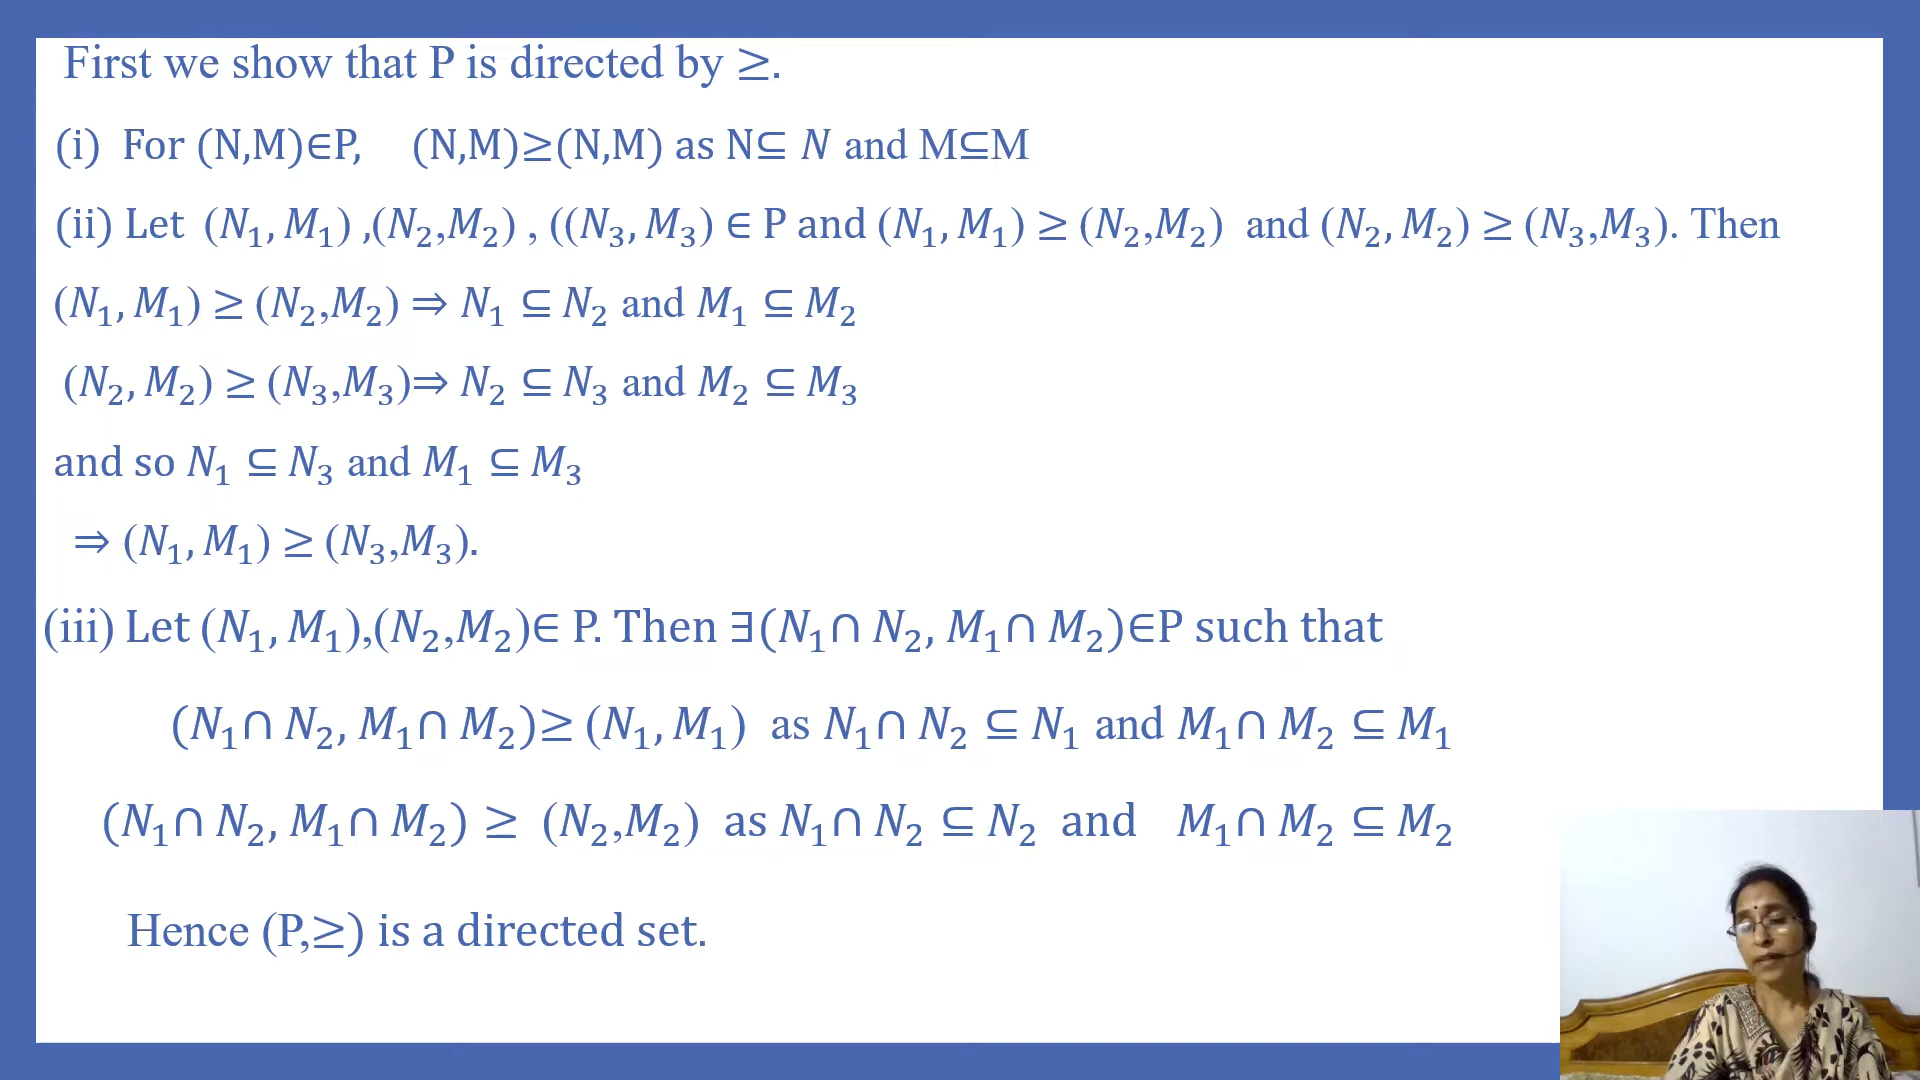 First we show that P is directed by ≥.
(i) For (N,M)∈P, (N,M)≥(N,M) as N⊆ N and M⊆M
(ii) Let (N₁, M₁) ,(N₂,M₂) , ((N₃, M₃) ∈ P and (N₁, M₁) ≥ (N₂,M₂) and (N₂, M₂) ≥ (N₃,M₃). Then
(N₁, M₁) ≥ (N₂,M₂) ⇒ N₁ ⊆ N₂ and M₁ ⊆ M₂
(N₂, M₂) ≥ (N₃,M₃)⇒ N₂ ⊆ N₃ and M₂ ⊆ M₃
and so N₁ ⊆ N₃ and M₁ ⊆ M₃
⇒ (N₁, M₁) ≥ (N₃,M₃).
(iii) Let (N₁, M₁),(N₂,M₂)∈ P. Then ∃(N₁∩ N₂, M₁∩ M₂)∈P such that
(N₁∩ N₂, M₁∩ M₂)≥ (N₁, M₁) as N₁∩ N₂ ⊆ N₁ and M₁∩ M₂ ⊆ M₁
(N₁∩ N₂, M₁∩ M₂) ≥ (N₂,M₂) as N₁∩ N₂ ⊆ N₂ and M₁∩ M₂ ⊆ M₂
Hence (P,≥) is a directed set.